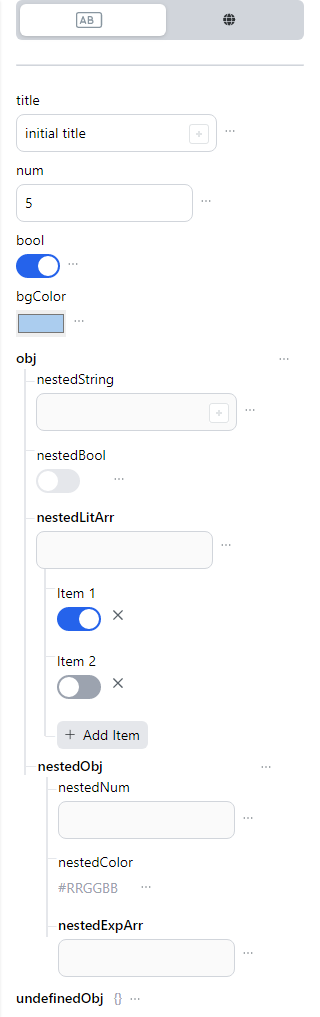 AB
title
initial title
num
5
bool
bgColor
obj
nestedString
nestedBool
nestedLitArr
Item 1
Item 2
+ Add Item
nestedObj
nestedNum
nestedColor
#RRGGBB
nestedExpArr
undefinedObj {}